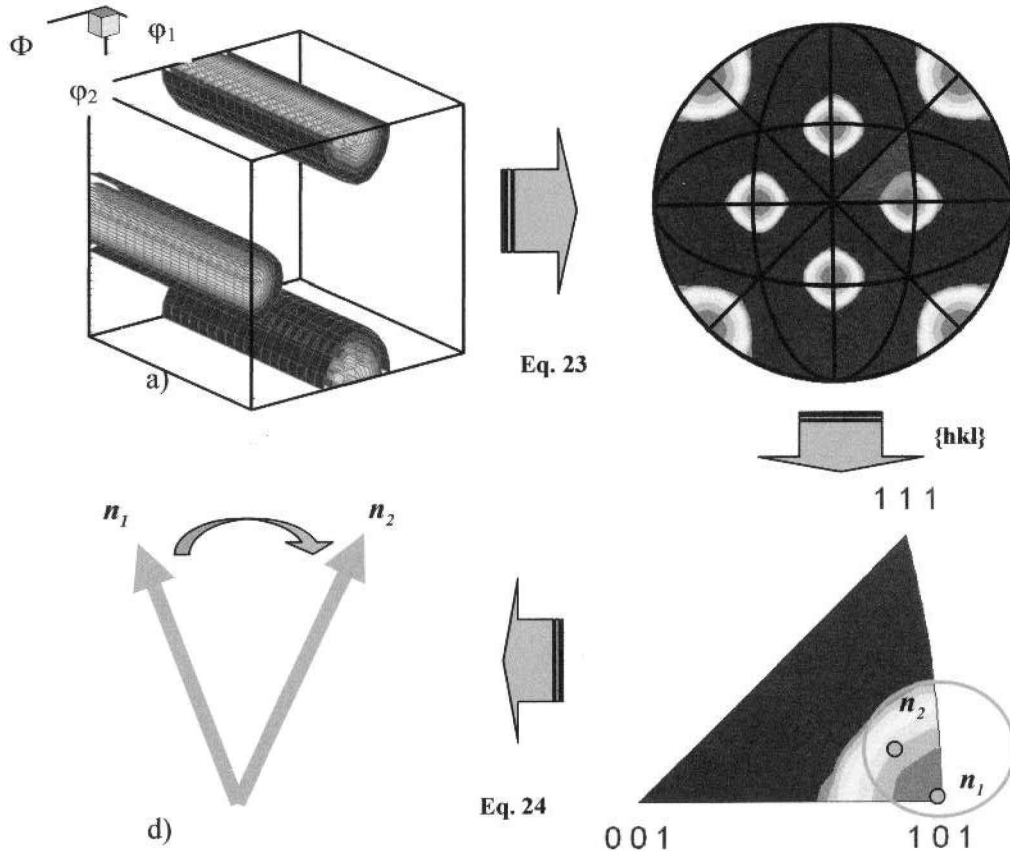 Φ
φ₁
φ₂
a)
Eq. 23
{hkl}
1 1 1
n₁
n₂
n₂
n₁
Eq. 24
0 0 1
1 0 1
d)